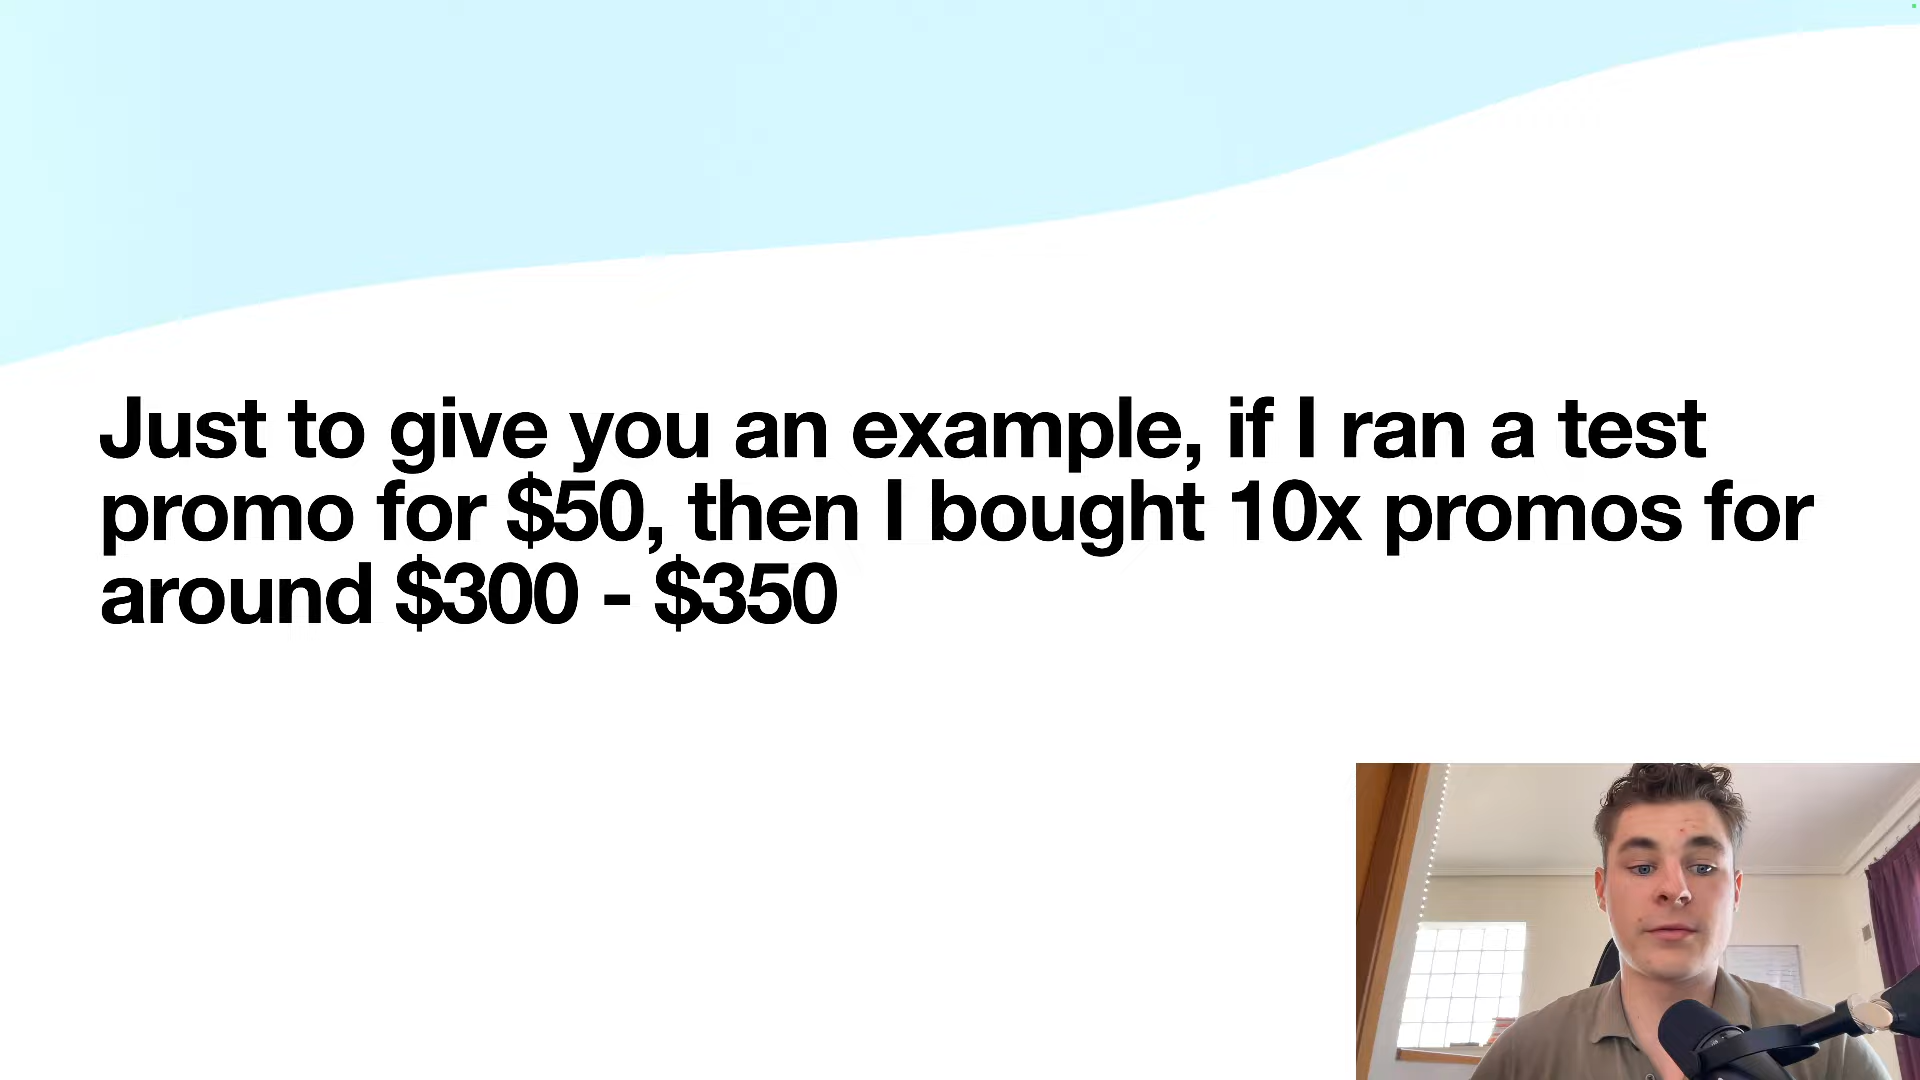 Just to give you an example, if I ran a test
promo for $50, then I bought 10x promos for
around $300 - $350